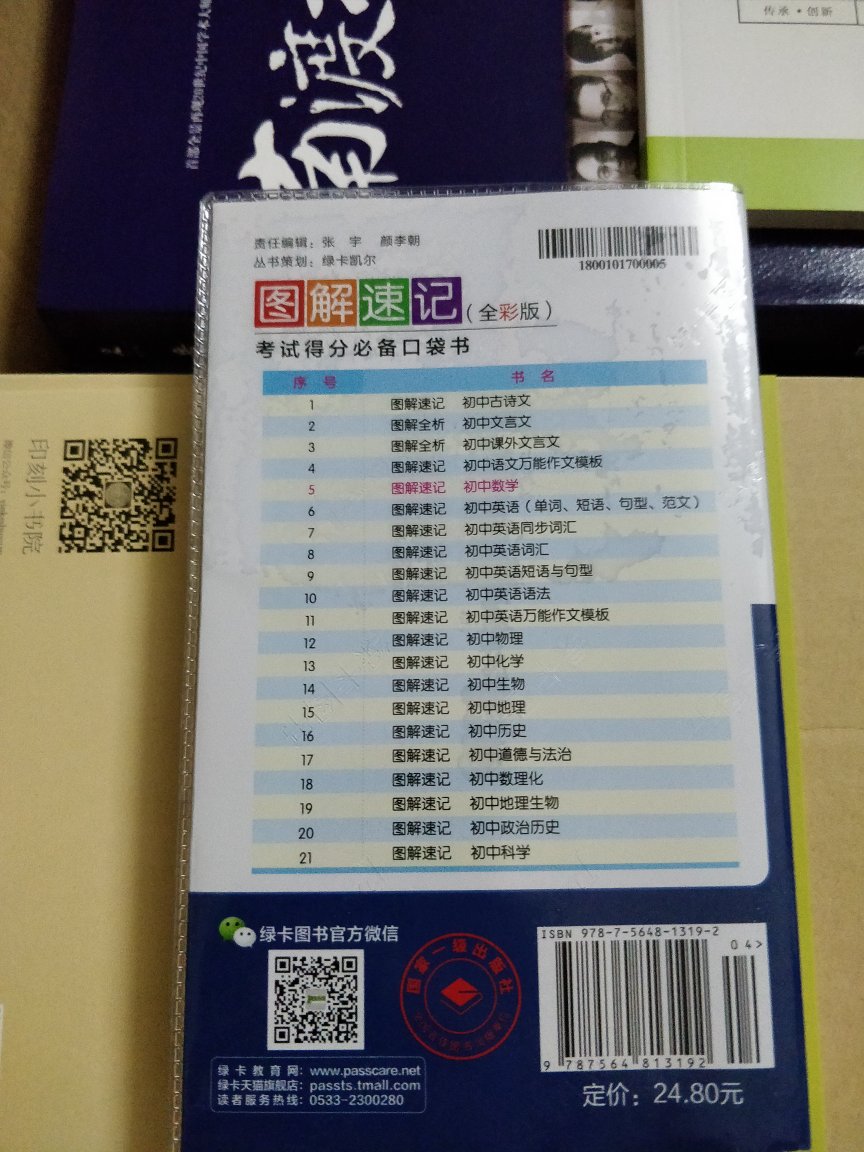 传承·创新
南渡
责任编辑：张 宇 颜李朝
丛书策划：绿卡凯尔
1800101700005
图解速记（全彩版）
考试得分必备口袋书
序 号 书 名
1 图解速记 初中古诗文
2 图解全析 初中文言文
3 图解全析 初中课外文言文
4 图解速记 初中语文万能作文模板
5 图解速记 初中数学
6 图解速记 初中英语（单词、短语、句型、范文）
7 图解速记 初中英语同步词汇
8 图解速记 初中英语词汇
9 图解速记 初中英语短语与句型
10 图解速记 初中英语语法
11 图解速记 初中英语万能作文模板
12 图解速记 初中物理
13 图解速记 初中化学
14 图解速记 初中生物
15 图解速记 初中地理
16 图解速记 初中历史
17 图解速记 初中道德与法治
18 图解速记 初中数理化
19 图解速记 初中地理生物
20 图解速记 初中政治历史
21 图解速记 初中科学
印刻小书院
绿卡图书官方微信
国家一级出版社
ISBN 978-7-5648-1319-2
04>
9 787564 813192
定价：24.80元
绿卡教育网：www.passcare.net
绿卡天猫旗舰店：passts.tmall.com
读者服务热线：0533-2300280